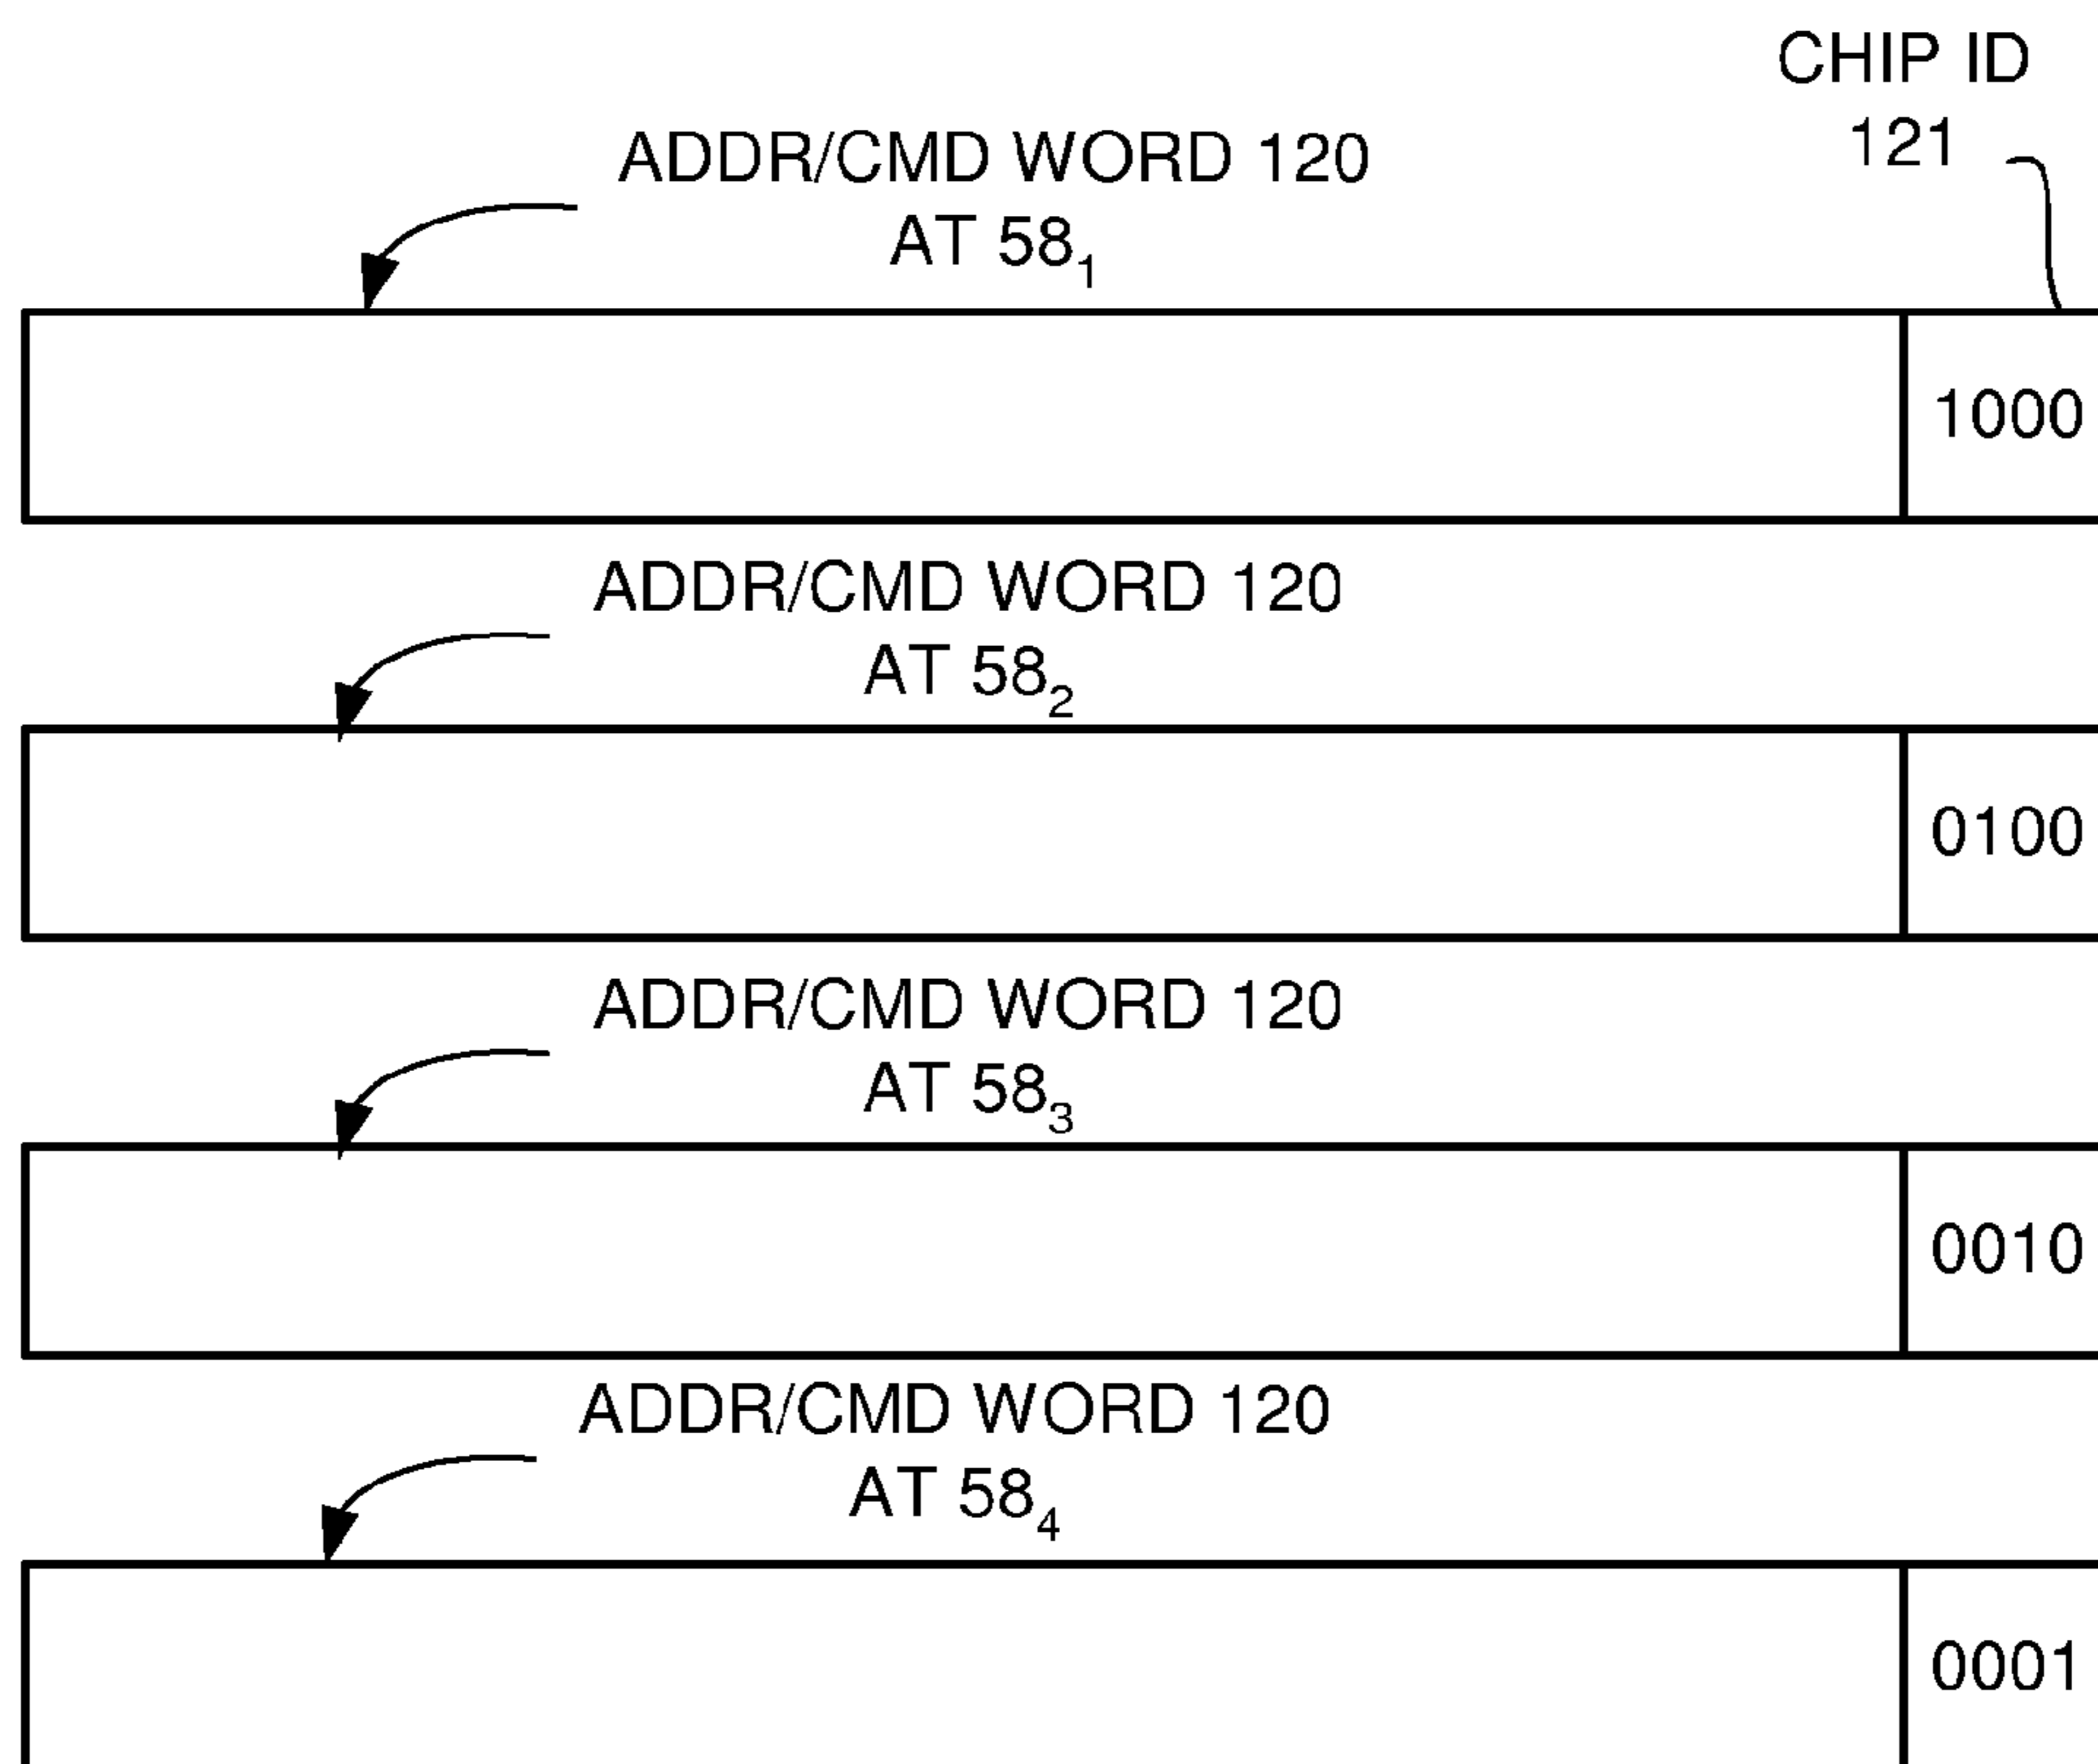 CHIP ID
121
ADDR/CMD WORD 120
AT 58₁
1000
ADDR/CMD WORD 120
AT 58₂
0100
ADDR/CMD WORD 120
AT 58₃
0010
ADDR/CMD WORD 120
AT 58₄
0001